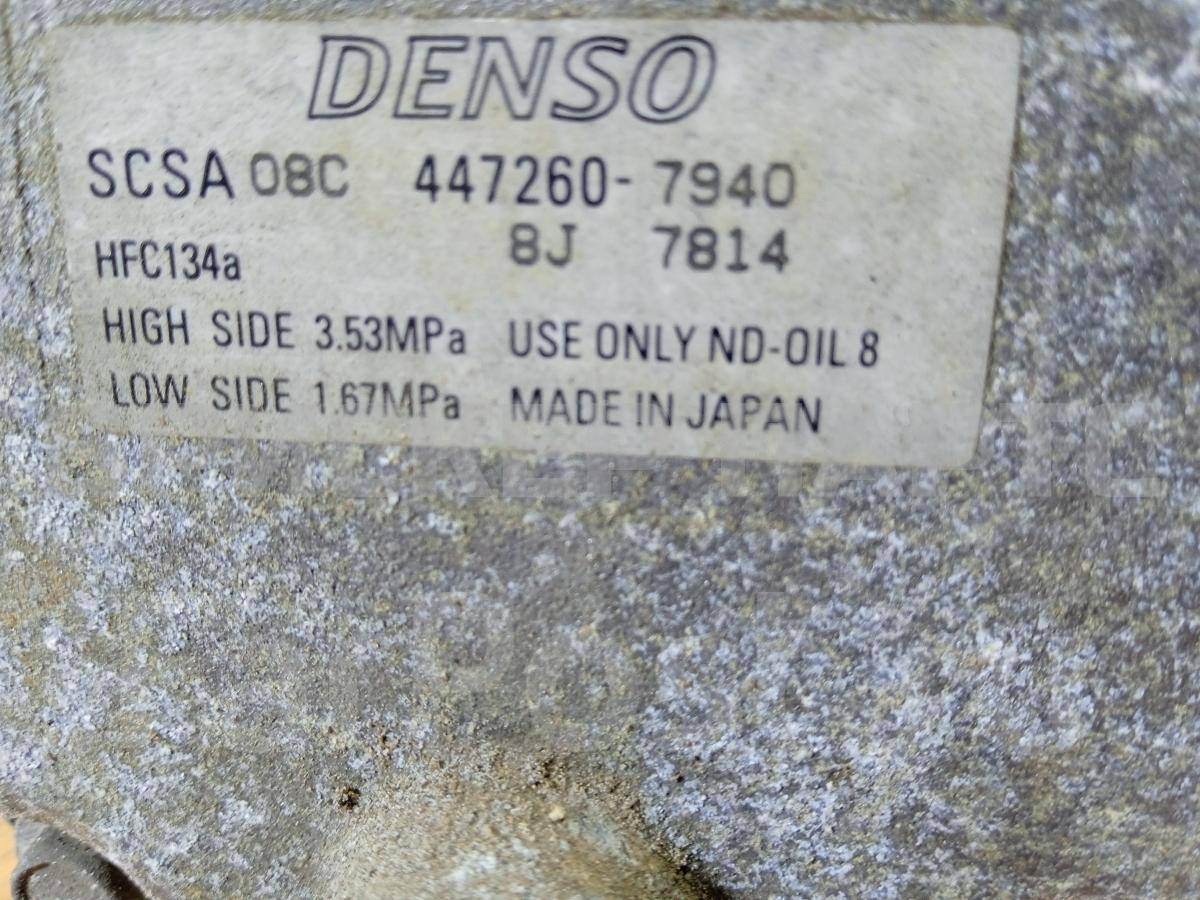 DENSO
SCSA 08C 447260-7940
8J 7814
HFC134a
HIGH SIDE 3.53MPa USE ONLY ND-OIL 8
LOW SIDE 1.67MPa MADE IN JAPAN